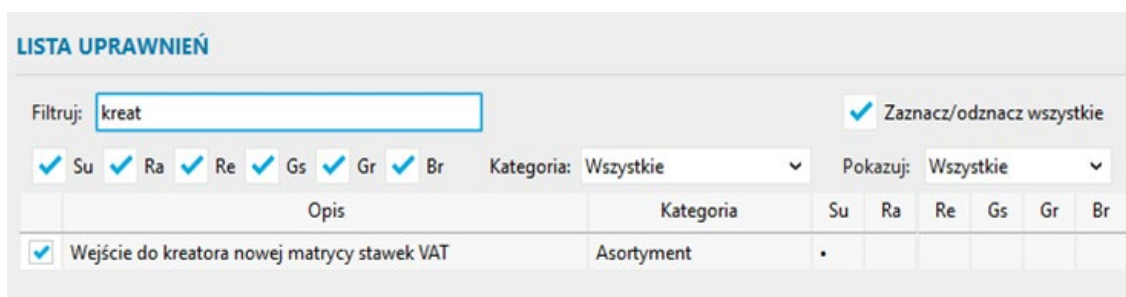 LISTA UPRAWNIEŃ
Filtruj: kreat Zaznacz/odznacz wszystkie
Su Ra Re Gs Gr Br Kategoria: Wszystkie Pokazuj: Wszystkie
Opis Kategoria Su Ra Re Gs Gr Br
Wejście do kreatora nowej matrycy stawek VAT Asortyment •